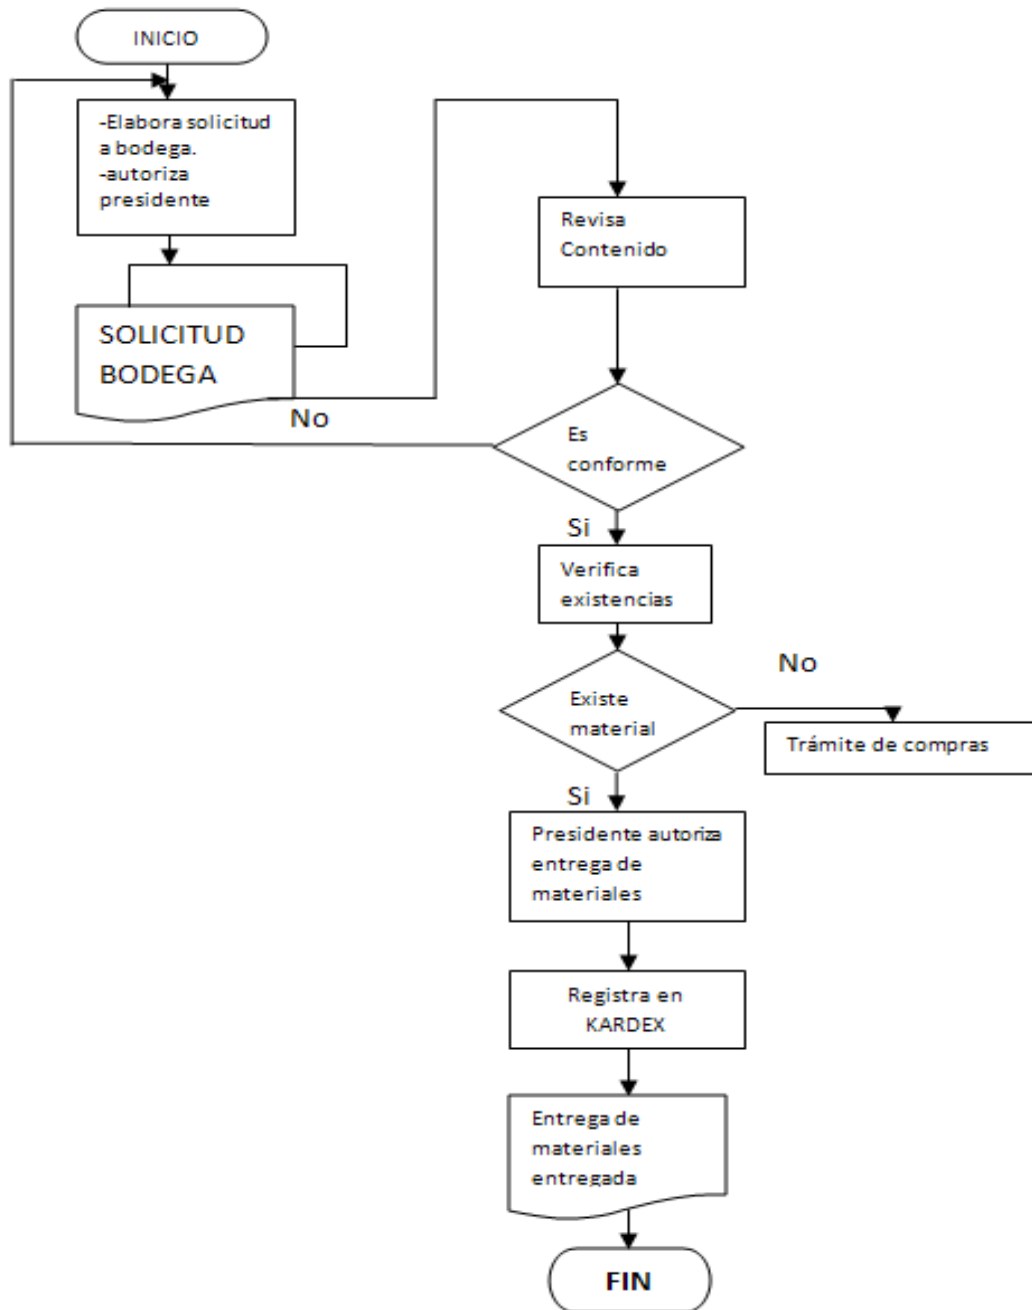 INICIO
-Elabora solicitud
a bodega.
-autoriza
presidente
SOLICITUD
BODEGA
Revisa
Contenido
No
Es
conforme
Si
Verifica
existencias
No
Existe
material
Trámite de compras
Si
Presidente autoriza
entrega de
materiales
Registra en
KARDEX
Entrega de
materiales
entregada
FIN